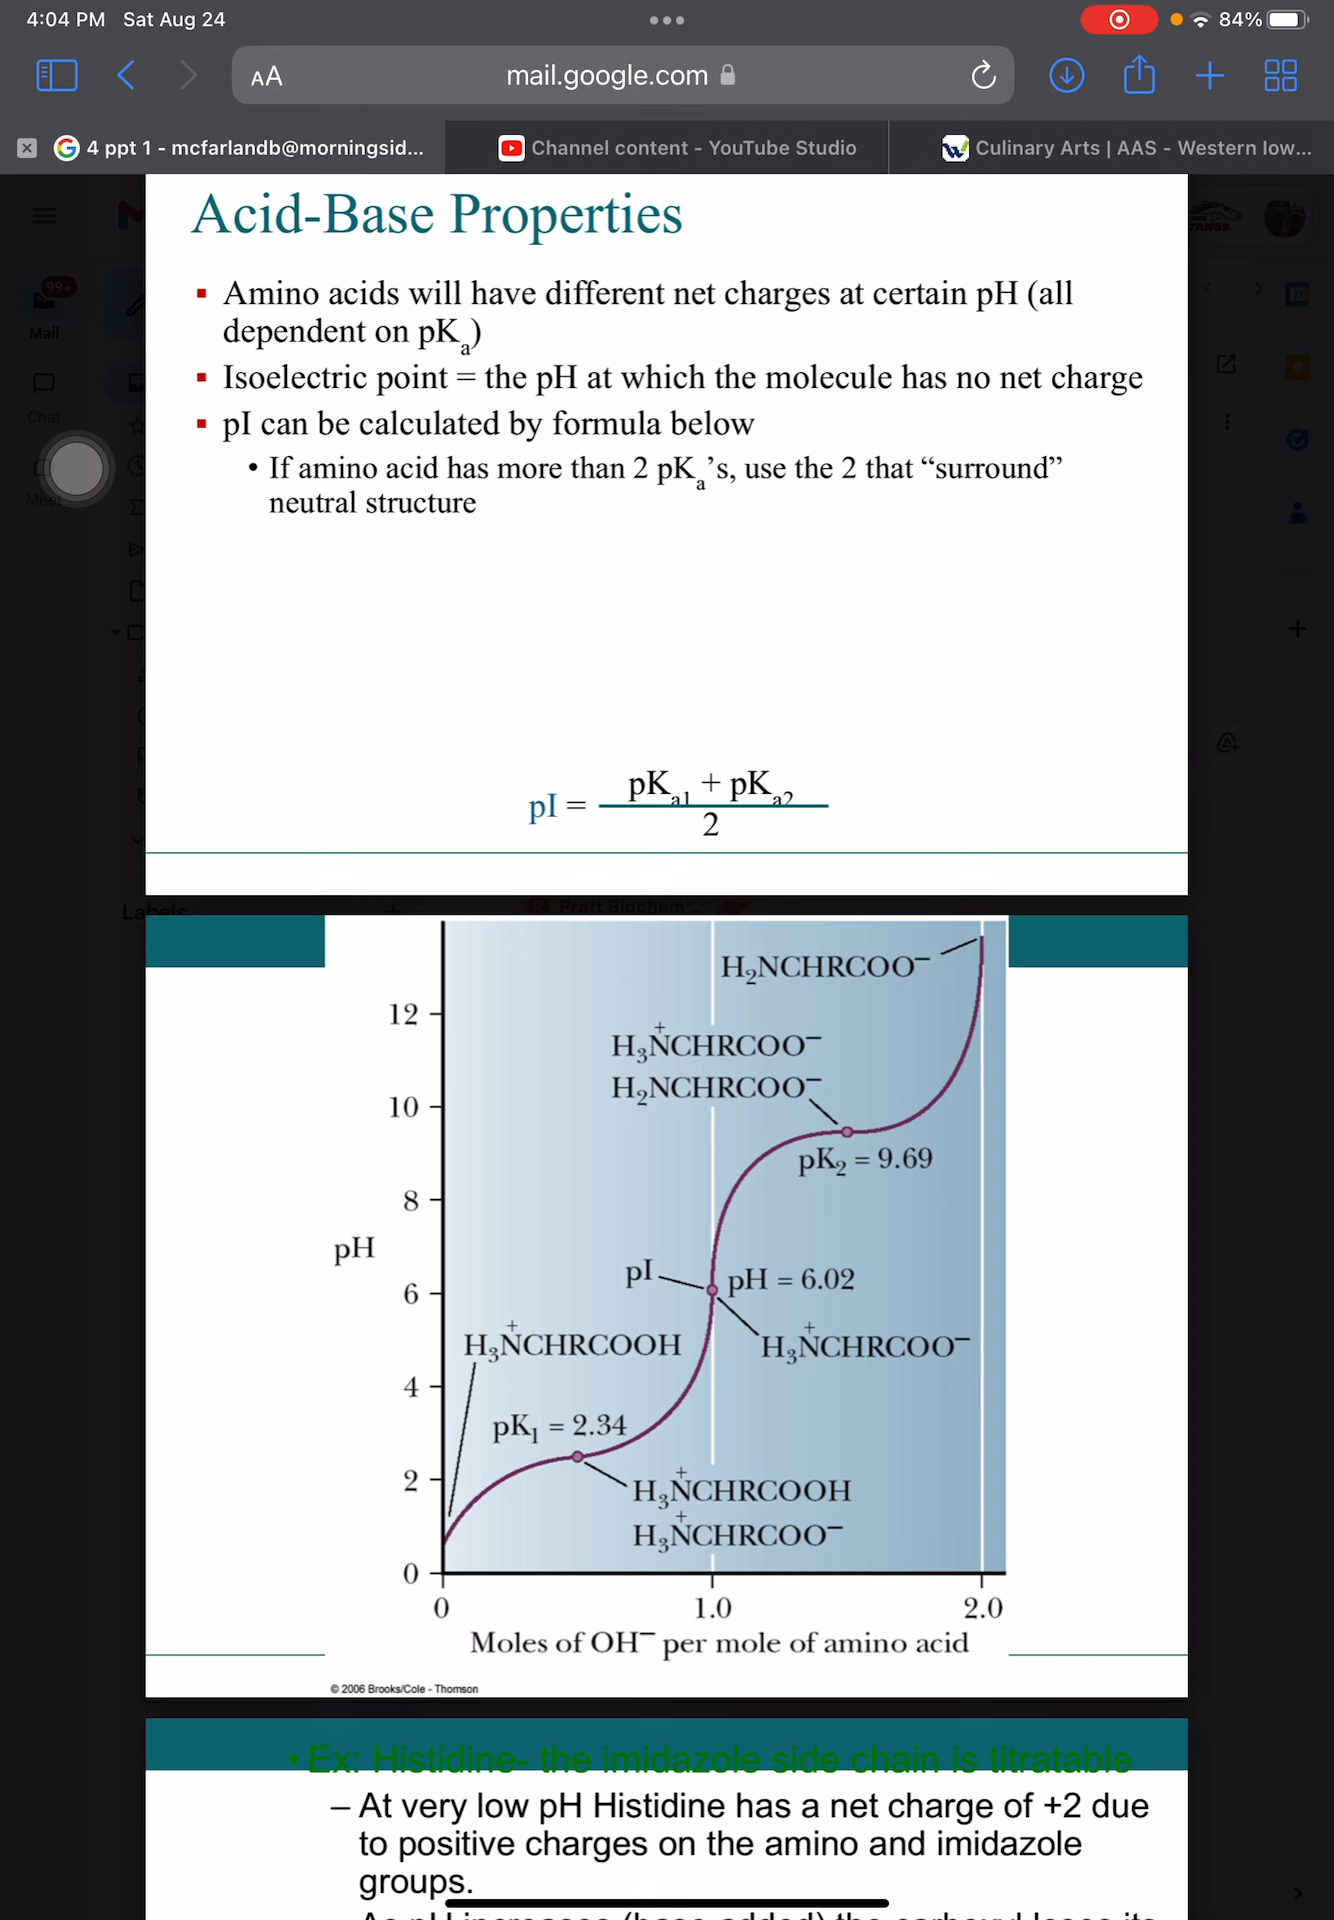 4:04 PM Sat Aug 24
84%
AA
mail.google.com
4 ppt 1 - mcfarlandb@morningsid...
Channel content - YouTube Studio
Culinary Arts | AAS - Western Iow...
99+
Mail
Chat
Meet
Labels
Pratt Biochem
Acid-Base Properties
▪ Amino acids will have different net charges at certain pH (all
dependent on pKa)
▪ Isoelectric point = the pH at which the molecule has no net charge
▪ pI can be calculated by formula below
• If amino acid has more than 2 pKa’s, use the 2 that “surround”
neutral structure
pI = pKa1 + pKa2
2
H₂NCHRCOO⁻
12
H₃N⁺CHRCOO⁻
H₂NCHRCOO⁻
10
pK₂ = 9.69
8
pH
pI
pH = 6.02
6
H₃N⁺CHRCOOH
H₃N⁺CHRCOO⁻
4
pK₁ = 2.34
2
H₃N⁺CHRCOOH
H₃N⁺CHRCOO⁻
0
0 1.0 2.0
Moles of OH⁻ per mole of amino acid
© 2006 Brooks/Cole - Thomson
• Ex: Histidine- the imidazole side chain is titratable
– At very low pH Histidine has a net charge of +2 due
to positive charges on the amino and imidazole
groups.